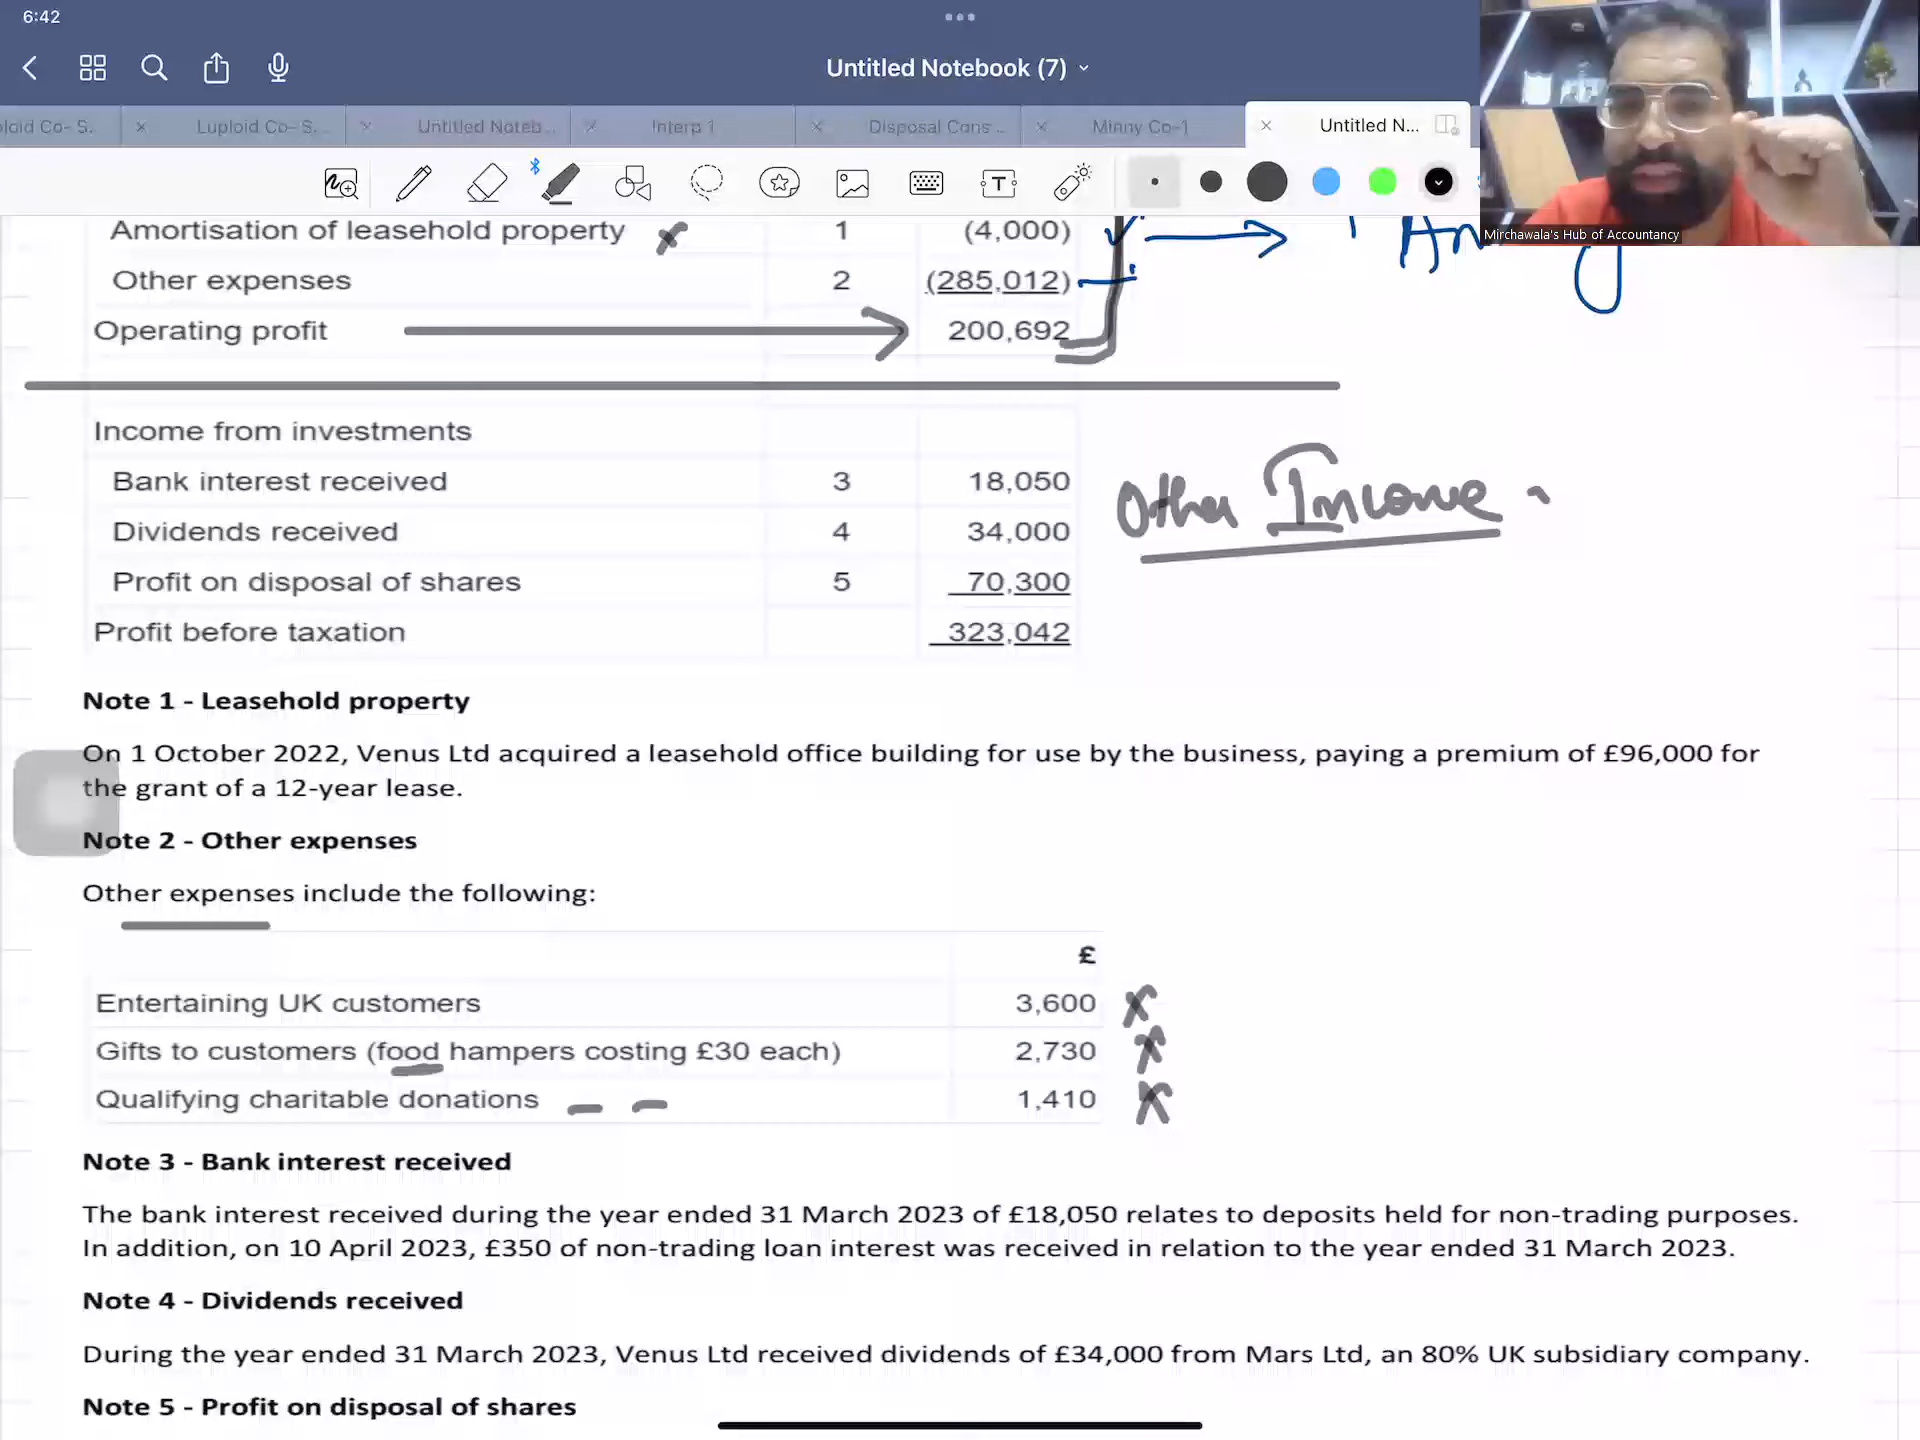 6:42
Untitled Notebook (7)
ploid Co- S.
Luploid Co- S...
Untitled Noteb...
Interp 1
Disposal Cons...
Minny Co-1
Untitled N...
T
Mirchawala's Hub of Accountancy
Amortisation of leasehold property 1 (4,000)
Other expenses 2 (285,012)
Operating profit 200,692
Income from investments
Bank interest received 3 18,050
Other Income
Dividends received 4 34,000
Profit on disposal of shares 5 70,300
Profit before taxation 323,042
Note 1 - Leasehold property
On 1 October 2022, Venus Ltd acquired a leasehold office building for use by the business, paying a premium of £96,000 for
the grant of a 12-year lease.
Note 2 - Other expenses
Other expenses include the following:
£
Entertaining UK customers 3,600 x
Gifts to customers (food hampers costing £30 each) 2,730 x
Qualifying charitable donations 1,410 x
Note 3 - Bank interest received
The bank interest received during the year ended 31 March 2023 of £18,050 relates to deposits held for non-trading purposes.
In addition, on 10 April 2023, £350 of non-trading loan interest was received in relation to the year ended 31 March 2023.
Note 4 - Dividends received
During the year ended 31 March 2023, Venus Ltd received dividends of £34,000 from Mars Ltd, an 80% UK subsidiary company.
Note 5 - Profit on disposal of shares